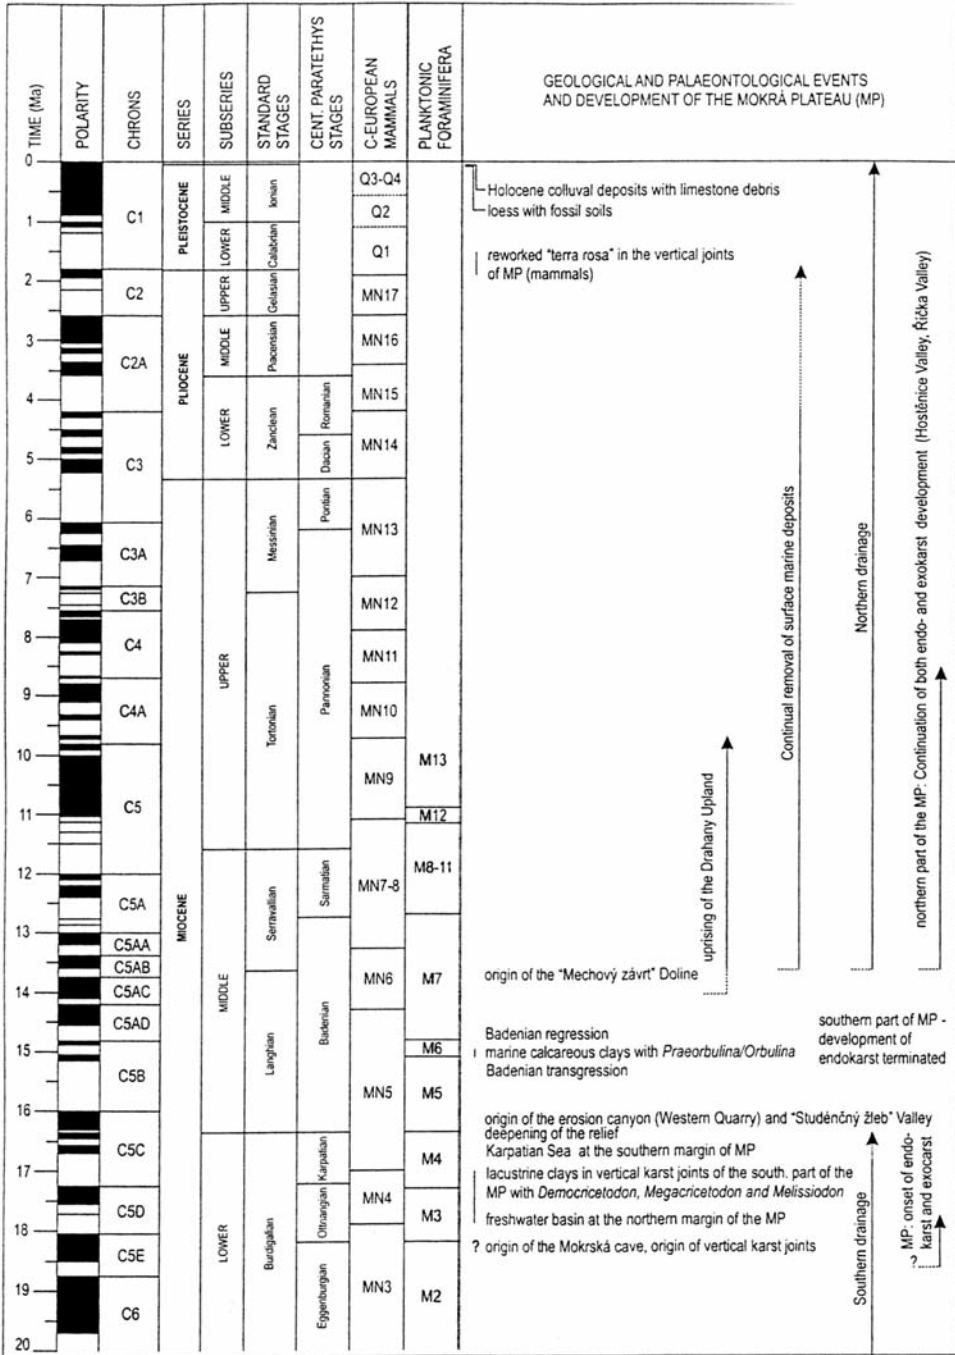 TIME (Ma)
POLARITY
CHRONS
SERIES
SUBSERIES
STANDARD
STAGES
CENT. PARATETHYS
STAGES
C-EUROPEAN
MAMMALS
PLANKTONIC
FORAMINIFERA
GEOLOGICAL AND PALAEONTOLOGICAL EVENTS
AND DEVELOPMENT OF THE MOKRÁ PLATEAU (MP)
0
1
2
3
4
5
6
7
8
9
10
11
12
13
14
15
16
17
18
19
20
C1
C2
C2A
C3
C3A
C3B
C4
C4A
C5
C5A
C5AA
C5AB
C5AC
C5AD
C5B
C5C
C5D
C5E
C6
PLEISTOCENE
PLIOCENE
MIOCENE
MIDDLE
LOWER
UPPER
MIDDLE
LOWER
UPPER
MIDDLE
LOWER
Ionian
Calabrian
Gelasian
Piacensian
Zanclean
Messinian
Tortonian
Serravallian
Langhian
Burdigalian
Romanian
Dacian
Pontian
Pannonian
Sarmatian
Badenian
Karpatian
Ottnangian
Eggenburgian
Q3-Q4
Q2
Q1
MN17
MN16
MN15
MN14
MN13
MN12
MN11
MN10
MN9
MN7-8
MN6
MN5
MN4
MN3
M13
M12
M8-11
M7
M6
M5
M4
M3
M2
Holocene colluval deposits with limestone debris
loess with fossil soils
reworked "terra rosa" in the vertical joints
of MP (mammals)
origin of the "Mechový závrt" Doline
Badenian regression
marine calcareous clays with Praeorbulina/Orbulina
Badenian transgression
origin of the erosion canyon (Western Quarry) and "Studénčný žleb" Valley
deepening of the relief
Karpatian Sea at the southern margin of MP
lacustrine clays in vertical karst joints of the south. part of the
MP with Democricetodon, Megacricetodon and Melissiodon
freshwater basin at the northern margin of the MP
? origin of the Mokrská cave, origin of vertical karst joints
uprising of the Drahany Upland
Continual removal of surface marine deposits
Northern drainage
northern part of the MP: Continuation of both endo- and exokarst development (Hostěnice Valley, Říčka Valley)
southern part of MP -
development of
endokarst terminated
Southern drainage
MP: onset of endo-
karst and exocarst
?